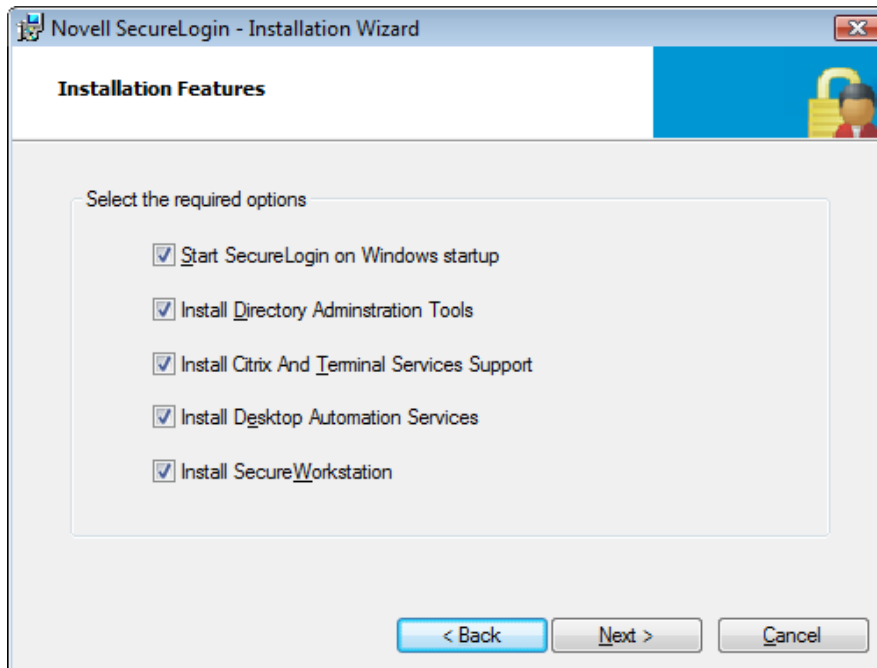 Novell SecureLogin - Installation Wizard
Installation Features
Select the required options
Start SecureLogin on Windows startup
Install Directory Adminstration Tools
Install Citrix And Terminal Services Support
Install Desktop Automation Services
Install SecureWorkstation
< Back Next > Cancel